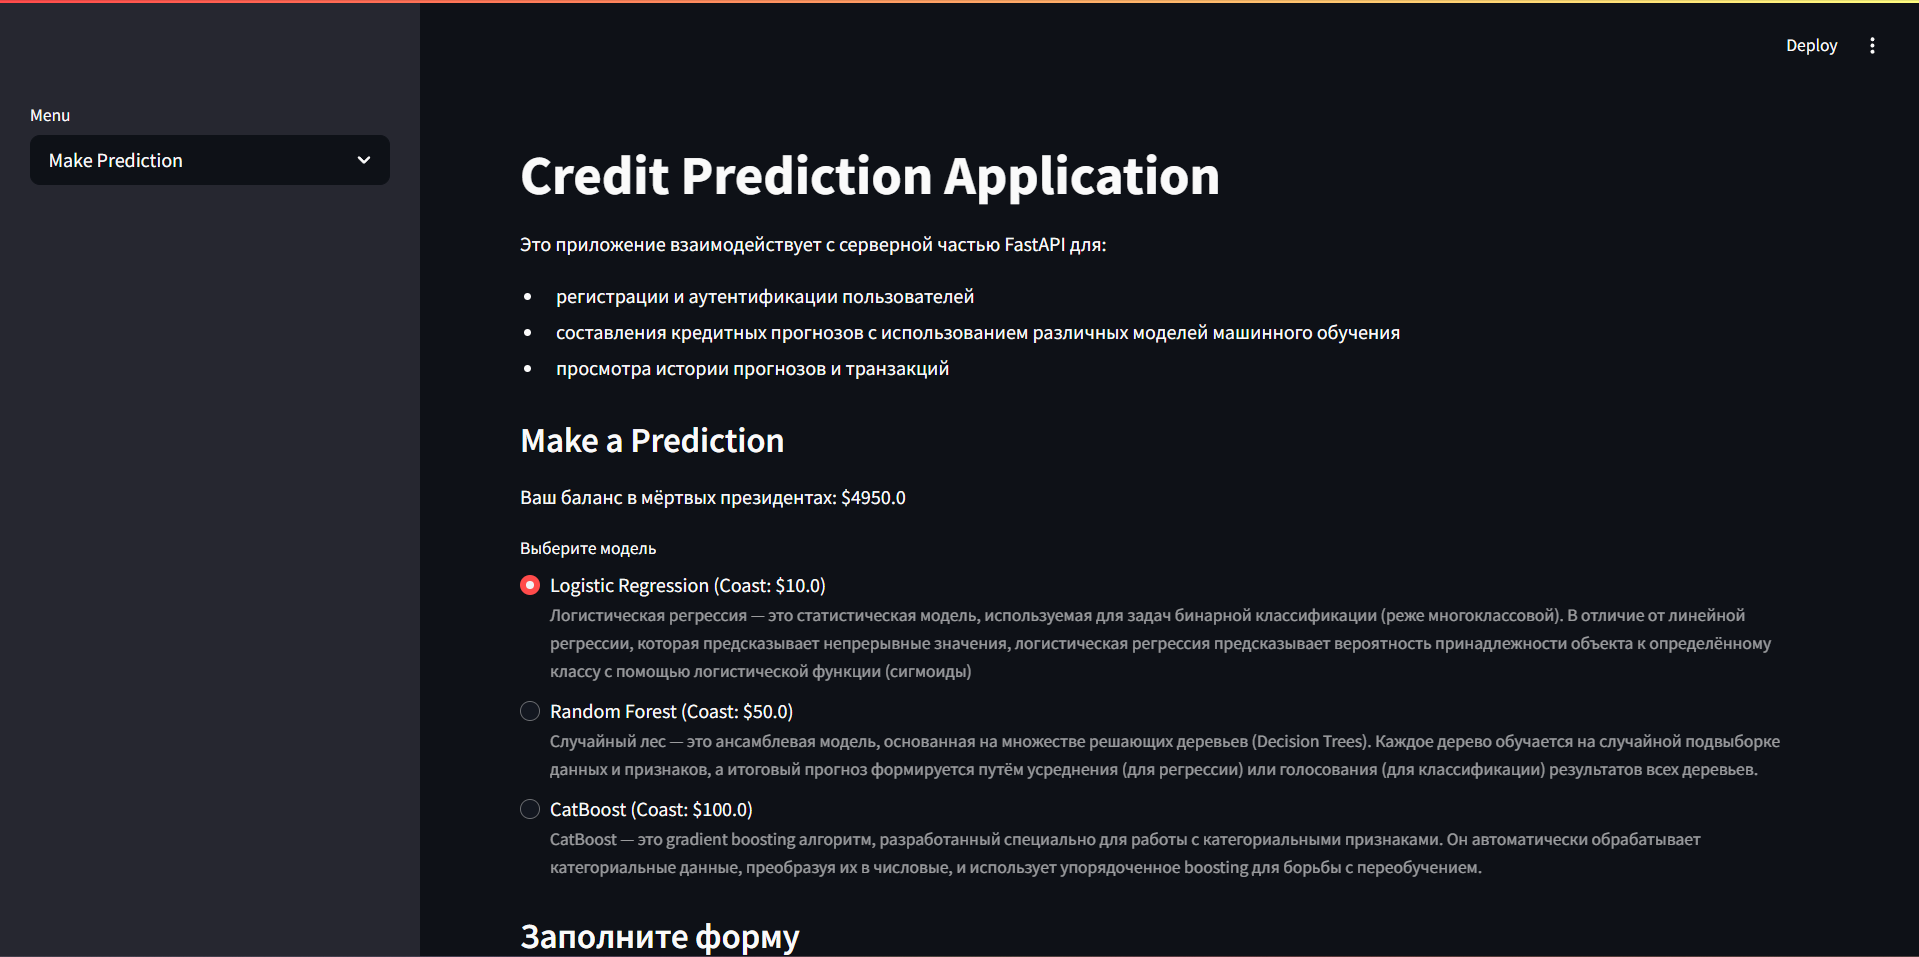 Deploy
Menu
Make Prediction
Credit Prediction Application
Это приложение взаимодействует с серверной частью FastAPI для:
• регистрации и аутентификации пользователей
• составления кредитных прогнозов с использованием различных моделей машинного обучения
• просмотра истории прогнозов и транзакций
Make a Prediction
Ваш баланс в мёртвых президентах: $4950.0
Выберите модель
Logistic Regression (Coast: $10.0)
Логистическая регрессия — это статистическая модель, используемая для задач бинарной классификации (реже многоклассовой). В отличие от линейной
регрессии, которая предсказывает непрерывные значения, логистическая регрессия предсказывает вероятность принадлежности объекта к определённому
классу с помощью логистической функции (сигмоиды)
Random Forest (Coast: $50.0)
Случайный лес — это ансамблевая модель, основанная на множестве решающих деревьев (Decision Trees). Каждое дерево обучается на случайной подвыборке
данных и признаков, а итоговый прогноз формируется путём усреднения (для регрессии) или голосования (для классификации) результатов всех деревьев.
CatBoost (Coast: $100.0)
CatBoost — это gradient boosting алгоритм, разработанный специально для работы с категориальными признаками. Он автоматически обрабатывает
категориальные данные, преобразуя их в числовые, и использует упорядоченное boosting для борьбы с переобучением.
Заполните форму